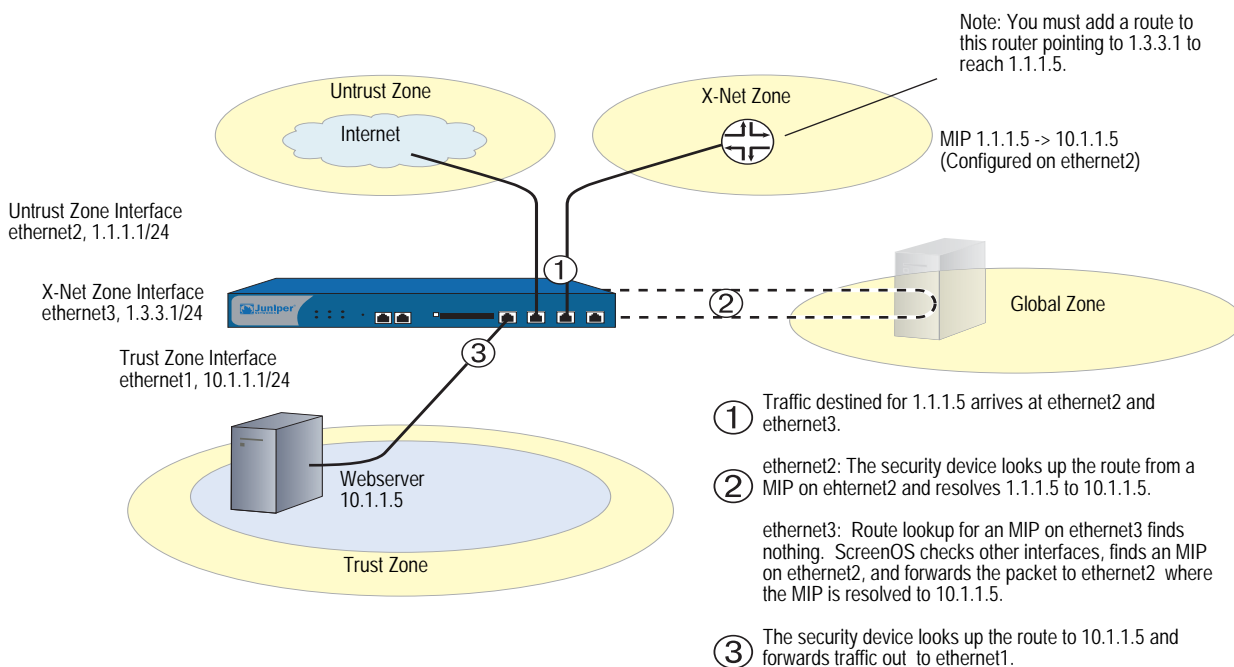 Note: You must add a route to
this router pointing to 1.3.3.1 to
reach 1.1.1.5.
Untrust Zone
X-Net Zone
Internet
MIP 1.1.1.5 -> 10.1.1.5
(Configured on ethernet2)
Untrust Zone Interface
ethernet2, 1.1.1.1/24
1
X-Net Zone Interface
ethernet3, 1.3.3.1/24
Juniper
2
Global Zone
3
Trust Zone Interface
ethernet1, 10.1.1.1/24
Webserver
10.1.1.5
Trust Zone
1 Traffic destined for 1.1.1.5 arrives at ethernet2 and
ethernet3.
2 ethernet2: The security device looks up the route from a
MIP on ehternet2 and resolves 1.1.1.5 to 10.1.1.5.
ethernet3: Route lookup for an MIP on ethernet3 finds
nothing. ScreenOS checks other interfaces, finds an MIP
on ethernet2, and forwards the packet to ethernet2 where
the MIP is resolved to 10.1.1.5.
3 The security device looks up the route to 10.1.1.5 and
forwards traffic out to ethernet1.